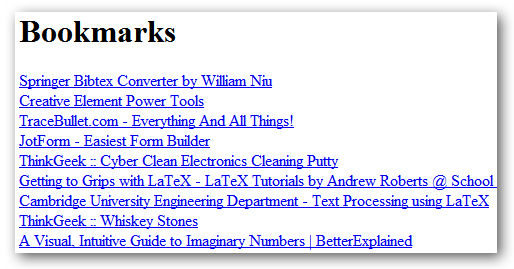 Bookmarks
Springer Bibtex Converter by William Niu
Creative Element Power Tools
TraceBullet.com - Everything And All Things!
JotForm - Easiest Form Builder
ThinkGeek :: Cyber Clean Electronics Cleaning Putty
Getting to Grips with LaTeX - LaTeX Tutorials by Andrew Roberts @ School
Cambridge University Engineering Department - Text Processing using LaTeX
ThinkGeek :: Whiskey Stones
A Visual, Intuitive Guide to Imaginary Numbers | BetterExplained